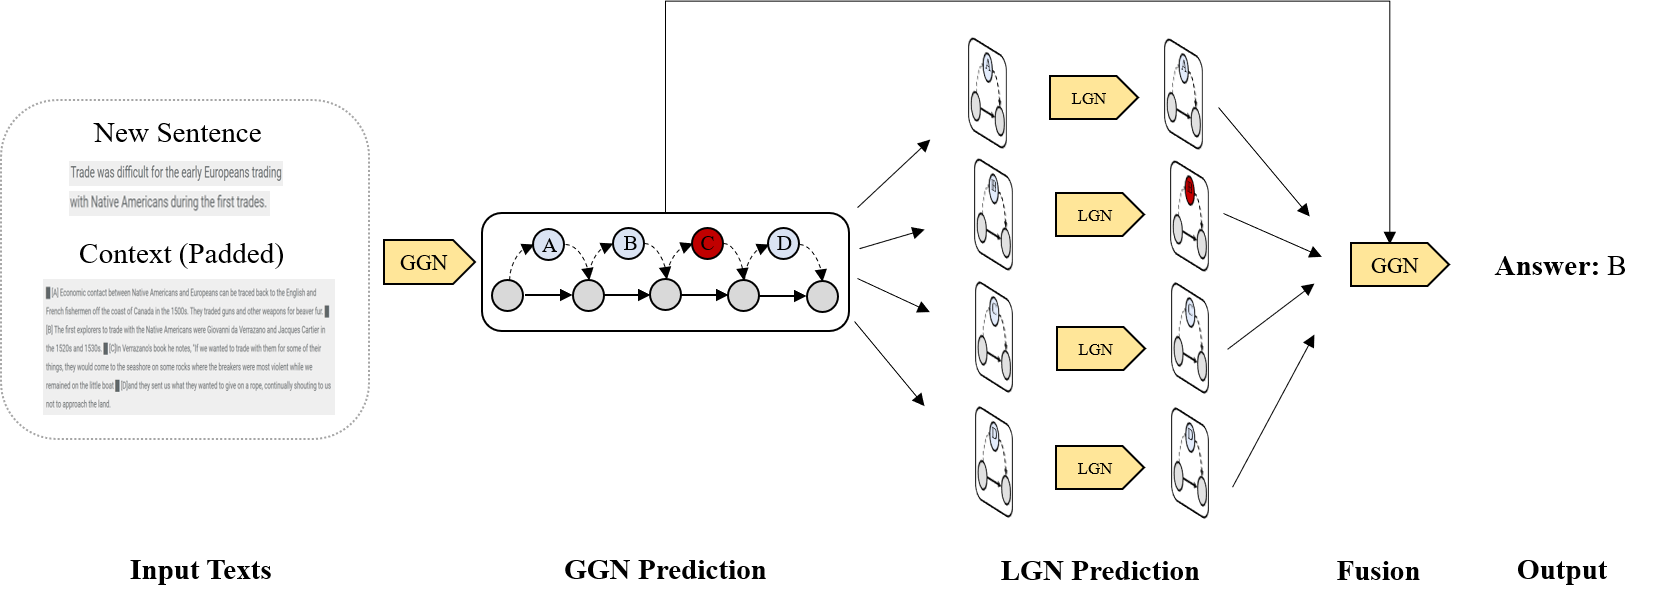 New Sentence
Trade was difficult for the early Europeans trading
with Native Americans during the first trades.
Context (Padded)
[A] Economic contact between Native Americans and Europeans can be traced back to the English and
French fishermen off the coast of Canada in the 1500s. They traded guns and other weapons for beaver fur.
[B] The first explorers to trade with the Native Americans were Giovanni da Verrazano and Jacques Cartier in
the 1520s and 1530s. [C]In Verrazano's book he notes, "If we wanted to trade with them for some of their
things, they would come to the seashore on some rocks where the breakers were most violent while we
remained on the little boat [D]and they sent us what they wanted to give on a rope, continually shouting to us
not to approach the land.
GGN
A
B
C
D
A
LGN
A
B
LGN
C
LGN
C
D
LGN
D
GGN
Answer: B
Input Texts
GGN Prediction
LGN Prediction
Fusion
Output